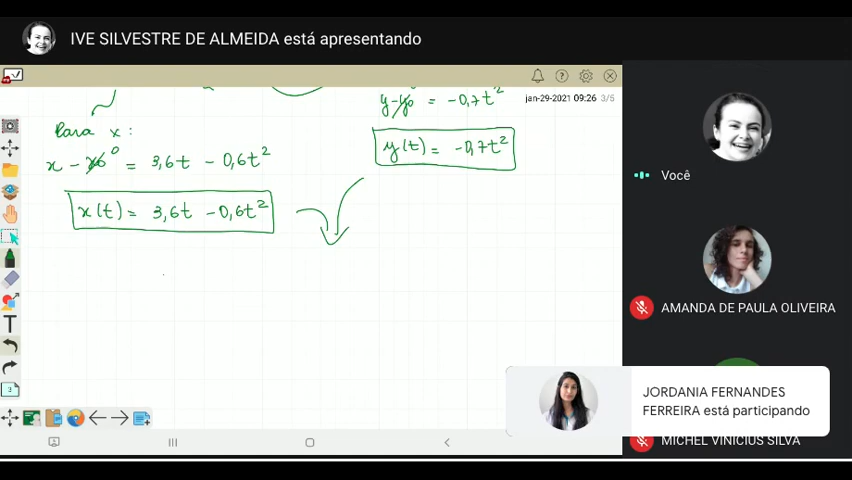 IVE SILVESTRE DE ALMEIDA está apresentando
jan-29-2021 09:26 3/5
y-y0 = -0,7t²
Para x:
x - x0 0 = 3,6t - 0,6t²
y(t) = -0,7t²
x(t) = 3,6t - 0,6t²
T
3
Você
AMANDA DE PAULA OLIVEIRA
JORDANIA FERNANDES
FERREIRA está participando
MICHEL VINICIUS SILVA